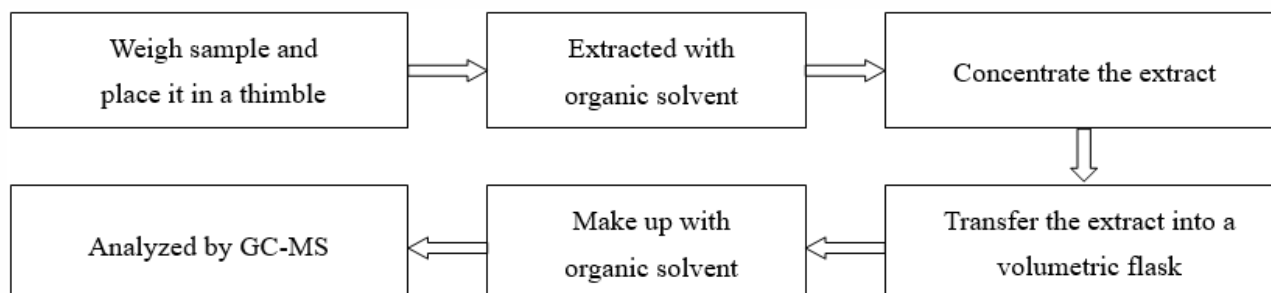 Weigh sample and
place it in a thimble
Extracted with
organic solvent
Concentrate the extract
Transfer the extract into a
volumetric flask
Make up with
organic solvent
Analyzed by GC-MS